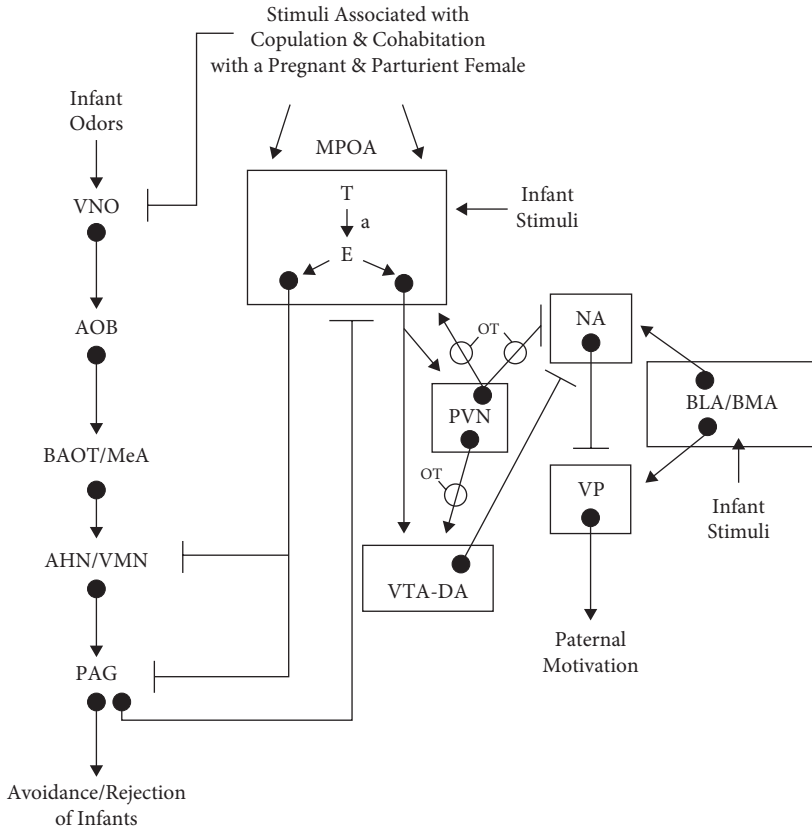 Stimuli Associated with
Copulation & Cohabitation
with a Pregnant & Parturient Female
Infant
Odors
MPOA
VNO
T
a
E
Infant
Stimuli
AOB
OT
NA
BLA/BMA
PVN
BAOT/MeA
OT
VP
Infant
Stimuli
AHN/VMN
VTA-DA
Paternal
Motivation
PAG
Avoidance/Rejection
of Infants